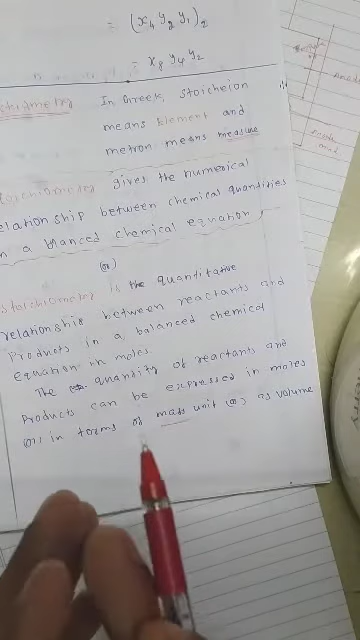 = (x4 y2 y1)2
= x8 y4 y2
In Greek, stoicheion
means Element and
metron means measure
gives the numerical
relationship between chemical quantities
in a blanced chemical equation
(or)
stoichiometry is the quantitative
relationship between reactants and
Products in a balanced chemical
Equation in moles.
The quantity of reactants and
Products can be expressed in moles
(or) in terms of mass unit (or) as volume